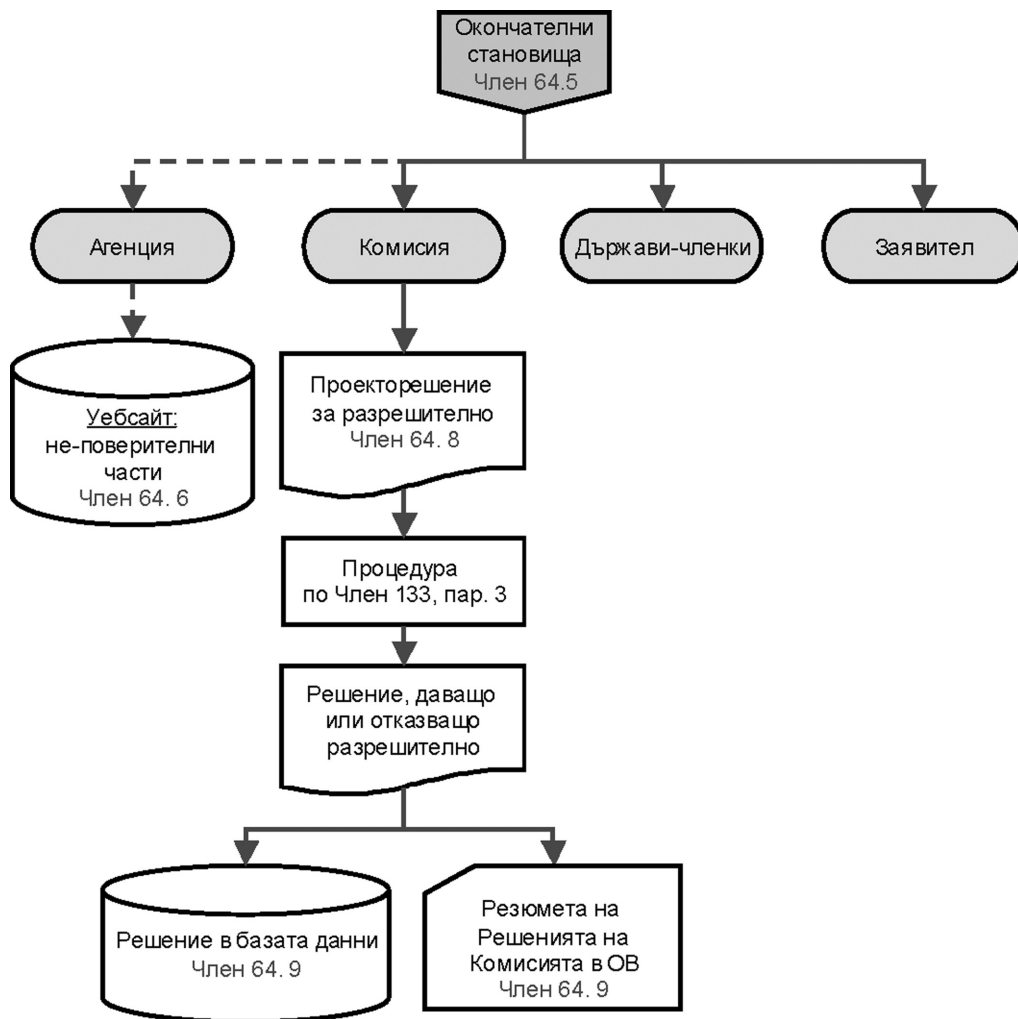 Окончателни
становища
Член 64.5
Агенция
Комисия
Държави-членки
Заявител
Уебсайт:
не-поверителни
части
Член 64. 6
Проекторешение
за разрешително
Член 64. 8
Процедура
по Член 133, пар. 3
Решение, даващо
или отказващо
разрешително
Решение в базата данни
Член 64. 9
Резюмета на
Решенията на
Комисията в ОВ
Член 64. 9